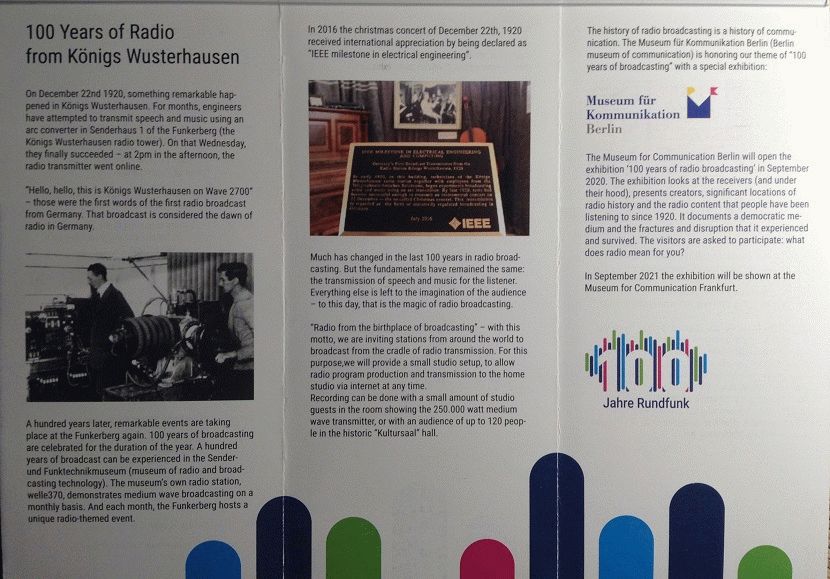 100 Years of Radio
from Königs Wusterhausen
On December 22nd 1920, something remarkable hap-
pened in Königs Wusterhausen. For months, engineers
have attempted to transmit speech and music using an
arc converter in Senderhaus 1 of the Funkerberg (the
Königs Wusterhausen radio tower). On that Wednesday,
they finally succeeded – at 2pm in the afternoon, the
radio transmitter went online.
"Hello, hello, this is Königs Wusterhausen on Wave 2700"
– those were the first words of the first radio broadcast
from Germany. That broadcast is considered the dawn of
radio in Germany.
A hundred years later, remarkable events are taking
place at the Funkerberg again. 100 years of broadcasting
are celebrated for the duration of the year. A hundred
years of broadcast can be experienced in the Sender-
und Funktechnikmuseum (museum of radio and broad-
casting technology). The museum's own radio station,
welle370, demonstrates medium wave broadcasting on a
monthly basis. And each month, the Funkerberg hosts a
unique radio-themed event.
In 2016 the christmas concert of December 22th, 1920
received international appreciation by being declared as
"IEEE milestone in electrical engineering".
IEEE MILESTONE IN ELECTRICAL ENGINEERING
AND COMPUTING
Germany's First Broadcast Transmission from the
Radio Station Königs Wusterhausen, 1920
July 2016
IEEE
Much has changed in the last 100 years in radio broad-
casting. But the fundamentals have remained the same:
the transmission of speech and music for the listener.
Everything else is left to the imagination of the audience
– to this day, that is the magic of radio broadcasting.
"Radio from the birthplace of broadcasting" – with this
motto, we are inviting stations from around the world to
broadcast from the cradle of radio transmission. For this
purpose,we will provide a small studio setup, to allow
radio program production and transmission to the home
studio via internet at any time.
Recording can be done with a small amount of studio
guests in the room showing the 250.000 watt medium
wave transmitter, or with an audience of up to 120 peop-
le in the historic "Kultursaal" hall.
The history of radio broadcasting is a history of commu-
nication. The Museum für Kommunikation Berlin (Berlin
museum of communication) is honoring our theme of "100
years of broadcasting" with a special exhibition:
Museum für
Kommunikation
Berlin
The Museum for Communication Berlin will open the
exhibition '100 years of radio broadcasting' in September
2020. The exhibition looks at the receivers (and under
their hood), presents creators, significant locations of
radio history and the radio content that people have been
listening to since 1920. It documents a democratic me-
dium and the fractures and disruption that it experienced
and survived. The visitors are asked to participate: what
does radio mean for you?
In September 2021 the exhibition will be shown at the
Museum for Communication Frankfurt.
100
Jahre Rundfunk